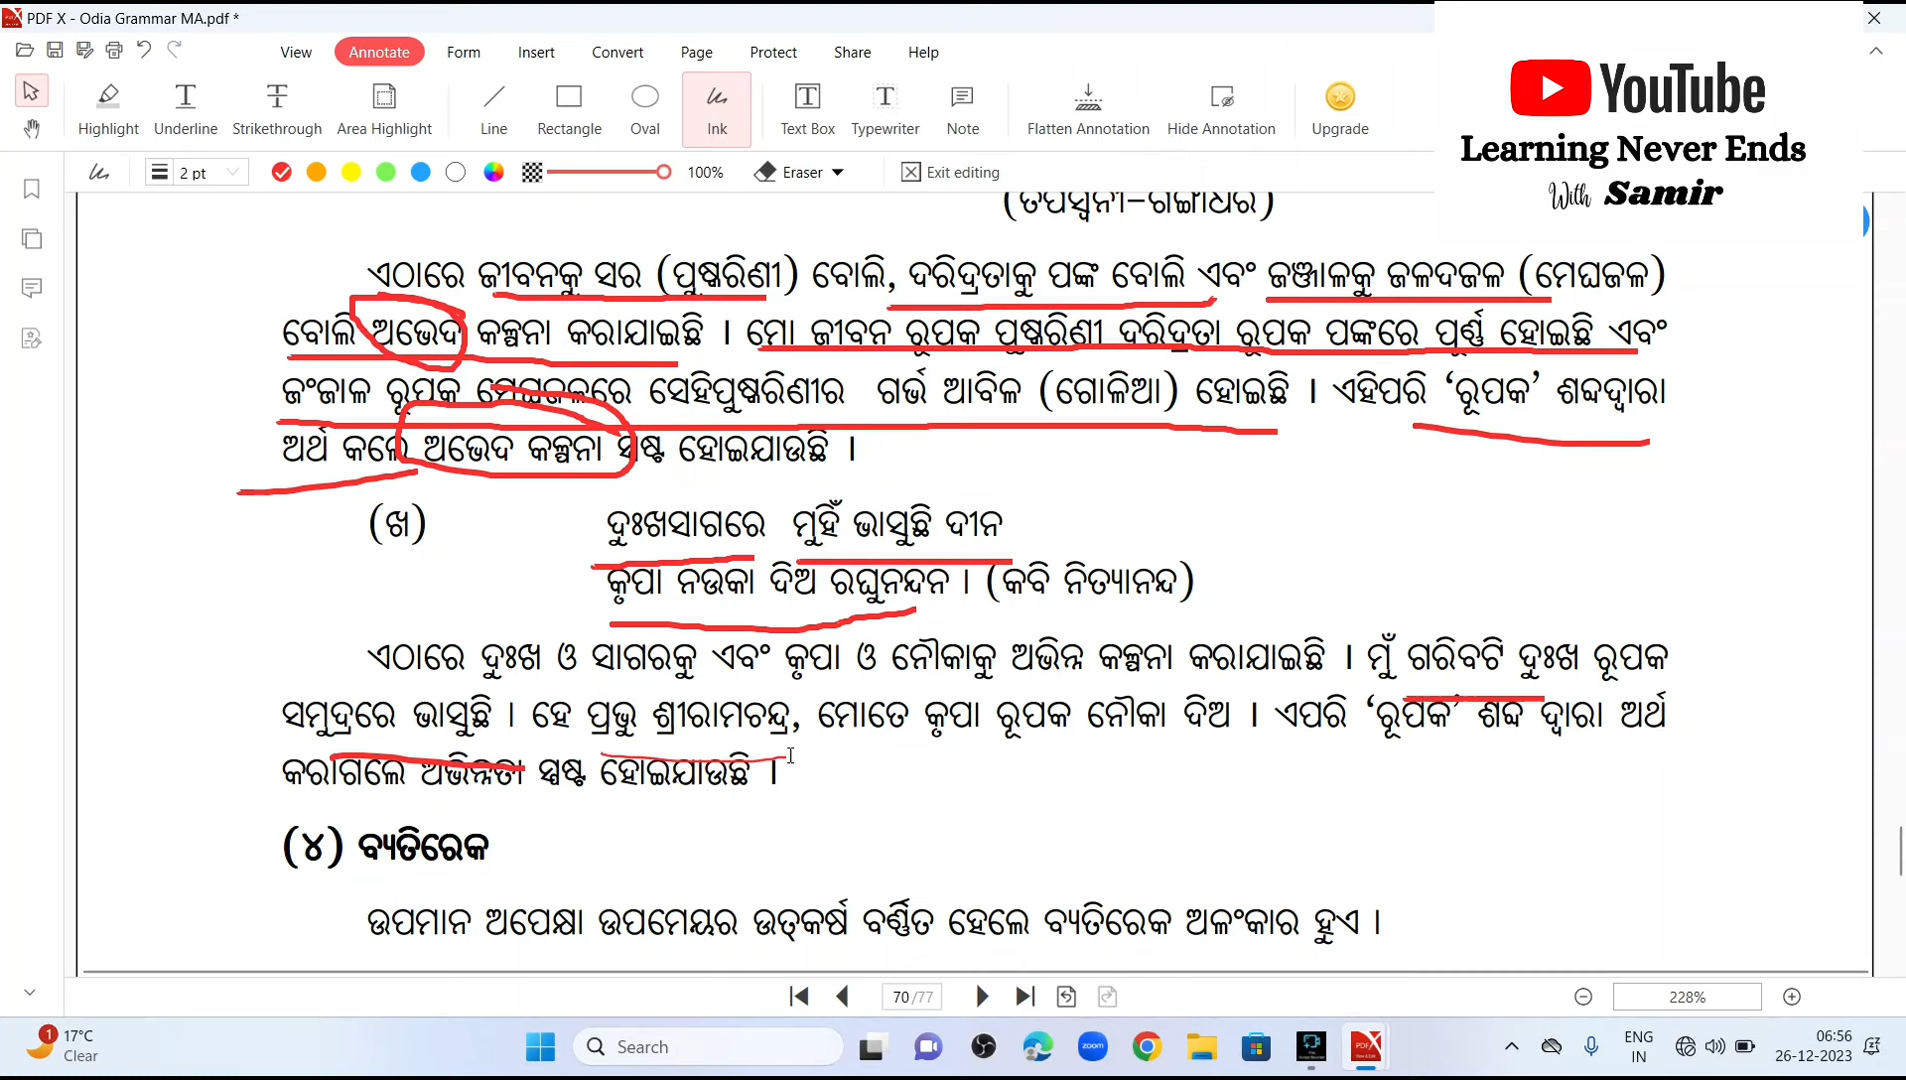 PDF X - Odia Grammar MA.pdf *
View Annotate Form Insert Convert Page Protect Share Help
Highlight Underline Strikethrough Area Highlight Line Rectangle Oval Ink Text Box Typewriter Note Flatten Annotation Hide Annotation Upgrade
2 pt 100% Eraser Exit editing
YouTube
Learning Never Ends
With Samir
(ତପସ୍ୱିନୀ-ଗଙ୍ଗାଧର)
ଏଠାରେ ଜୀବନକୁ ସର (ପୁଷ୍କରିଣୀ) ବୋଲି, ଦରିଦ୍ରତାକୁ ପଙ୍କ ବୋଲି ଏବଂ ଜଞ୍ଜାଳକୁ ଜଳଦଜଳ (ମେଘଜଳ)
ବୋଲି ଅଭେଦ କଳ୍ପନା କରାଯାଇଛି । ମୋ ଜୀବନ ରୂପକ ପୁଷ୍କରିଣୀ ଦରିଦ୍ରତା ରୂପକ ପଙ୍କରେ ପୂର୍ଣ୍ଣ ହୋଇଛି ଏବଂ
ଜଂଜାଳ ରୂପକ ମେଘଜଳରେ ସେହିପୁଷ୍କରିଣୀର ଗର୍ଭ ଆବିଳ (ଗୋଳିଆ) ହୋଇଛି । ଏହିପରି ‘ରୂପକ’ ଶବ୍ଦଦ୍ୱାରା
ଅର୍ଥ କଲେ ଅଭେଦ କଳ୍ପନା ସ୍ପଷ୍ଟ ହୋଇଯାଉଛି ।
(ଖ) ଦୁଃଖସାଗରେ ମୁହିଁ ଭାସୁଛି ଦୀନ
କୃପା ନଉକା ଦିଅ ରଘୁନନ୍ଦନ । (କବି ନିତ୍ୟାନନ୍ଦ)
ଏଠାରେ ଦୁଃଖ ଓ ସାଗରକୁ ଏବଂ କୃପା ଓ ନୌକାକୁ ଅଭିନ୍ନ କଳ୍ପନା କରାଯାଇଛି । ମୁଁ ଗରିବଟି ଦୁଃଖ ରୂପକ
ସମୁଦ୍ରରେ ଭାସୁଛି । ହେ ପ୍ରଭୁ ଶ୍ରୀରାମଚନ୍ଦ୍ର, ମୋତେ କୃପା ରୂପକ ନୌକା ଦିଅ । ଏପରି ‘ରୂପକ’ ଶବ୍ଦ ଦ୍ୱାରା ଅର୍ଥ
କରାଗଲେ ଅଭିନ୍ନତା ସ୍ପଷ୍ଟ ହୋଇଯାଉଛି ।
(୪) ବ୍ୟତିରେକ
ଉପମାନ ଅପେକ୍ଷା ଉପମେୟର ଉତ୍କର୍ଷ ବର୍ଣ୍ଣିତ ହେଲେ ବ୍ୟତିରେକ ଅଳଂକାର ହୁଏ ।
70 /77 228%
1 17°C
Clear
Search
zoom
ENG
IN
06:56
26-12-2023